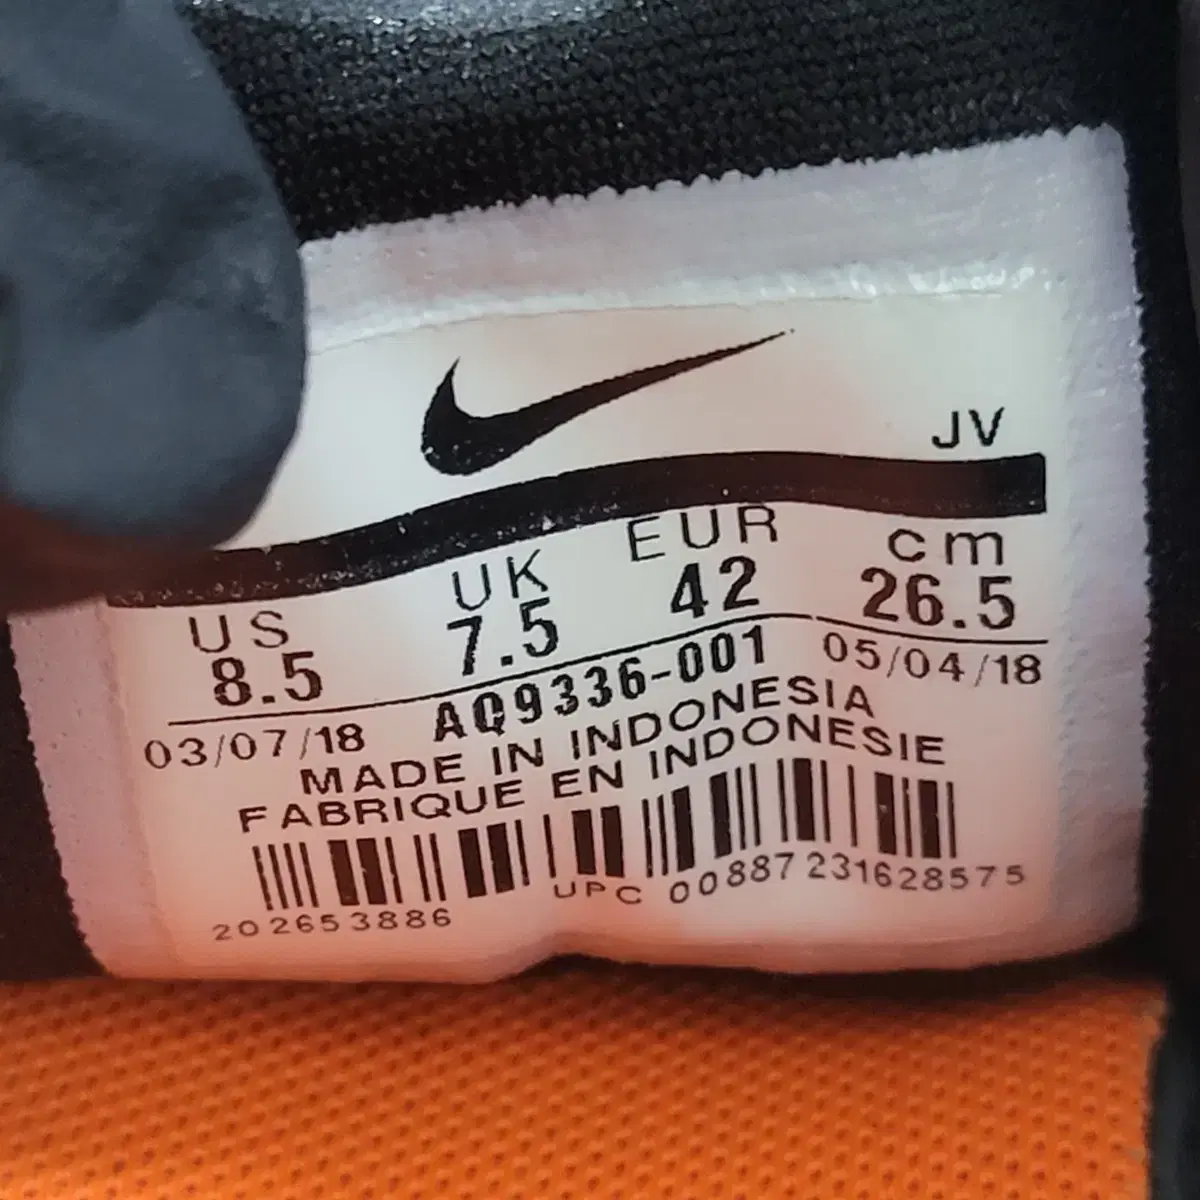 JV
US UK EUR cm
8.5 7.5 42 26.5
03/07/18 AQ9336-001 05/04/18
MADE IN INDONESIA
FABRIQUE EN INDONESIE
202653886 UPC 00887231628575